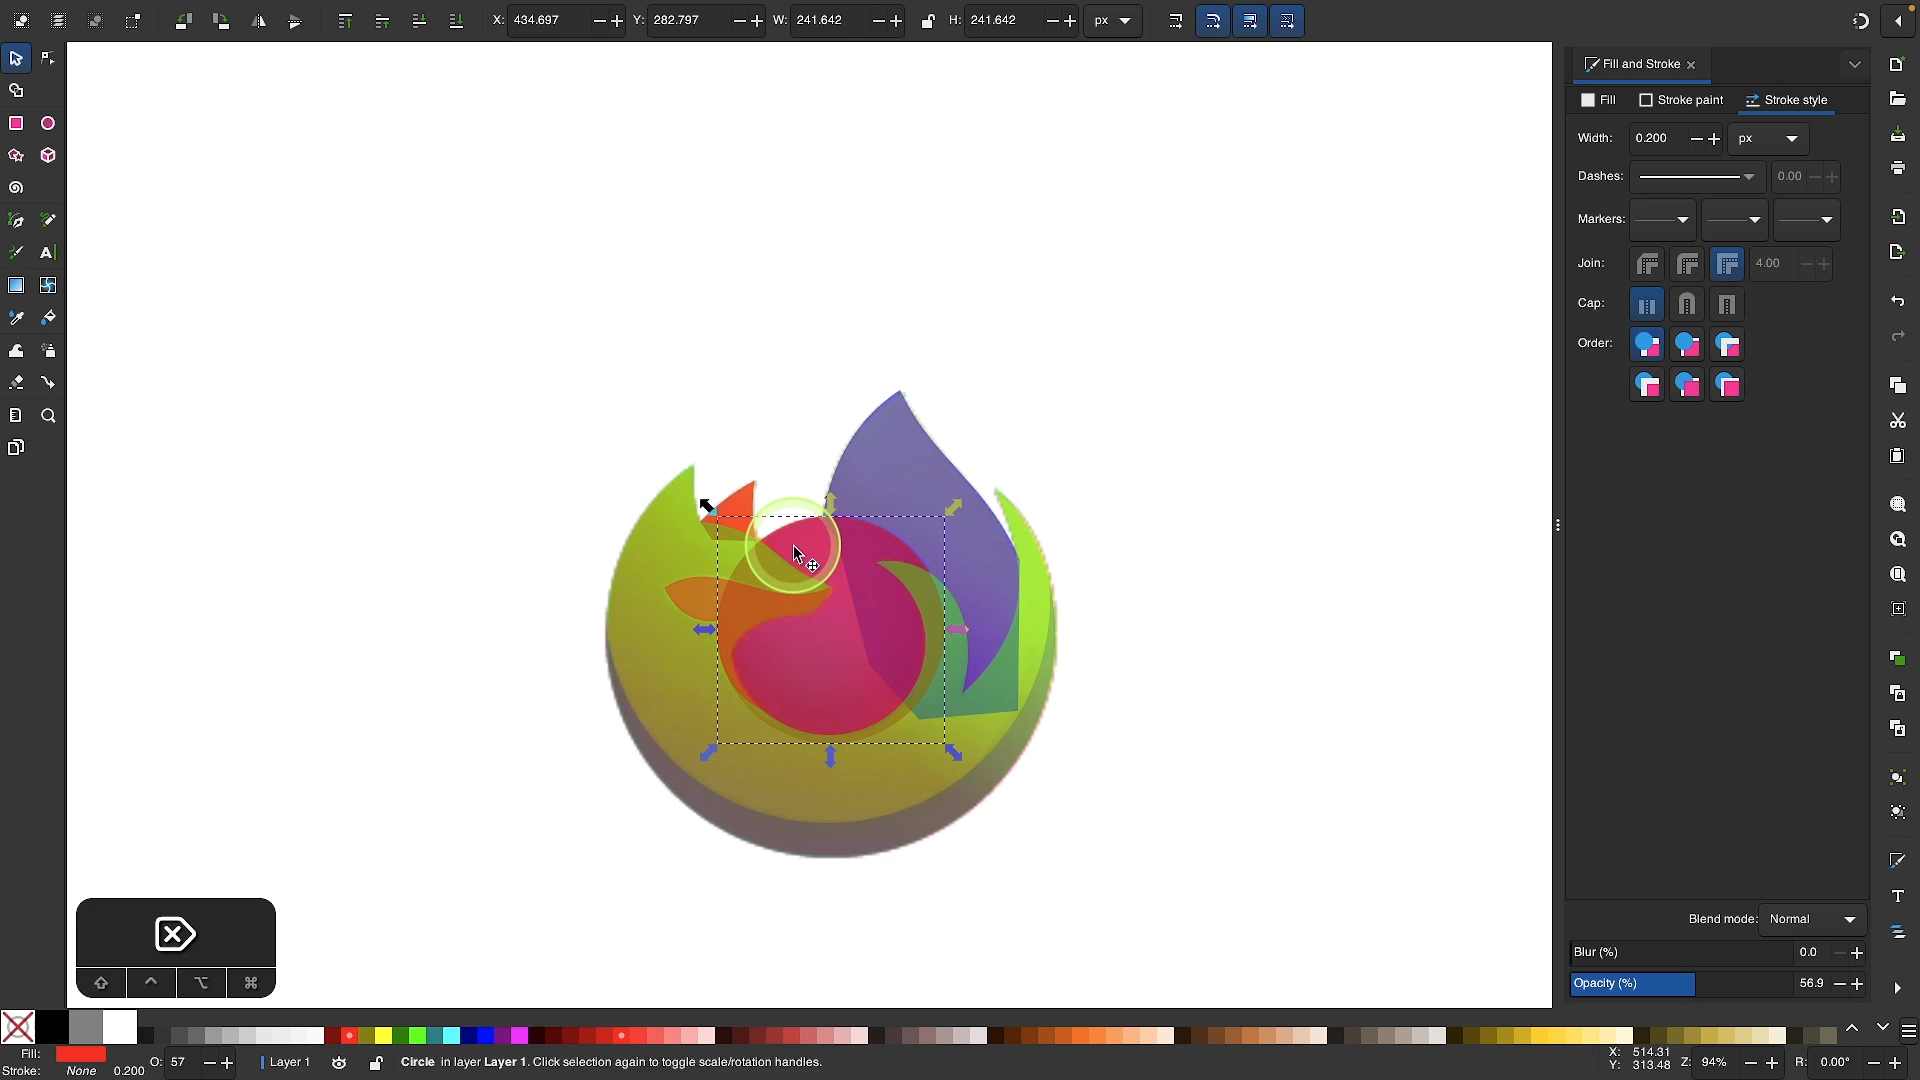 X: 434.697 Y: 282.797 W: 241.642 H: 241.642 px
Fill and Stroke
Fill Stroke paint Stroke style
Width: 0.200 px
Dashes: 0.00
Markers:
Join: 4.00
Cap:
Order:
A
T
Blend mode: Normal
Blur (%) 0.0
Opacity (%) 56.9
Fill:
Stroke: None 0.200
O: 57
Layer 1
Circle in layer Layer 1. Click selection again to toggle scale/rotation handles.
X: 514.31
Y: 313.48
Z: 94%
R: 0.00°